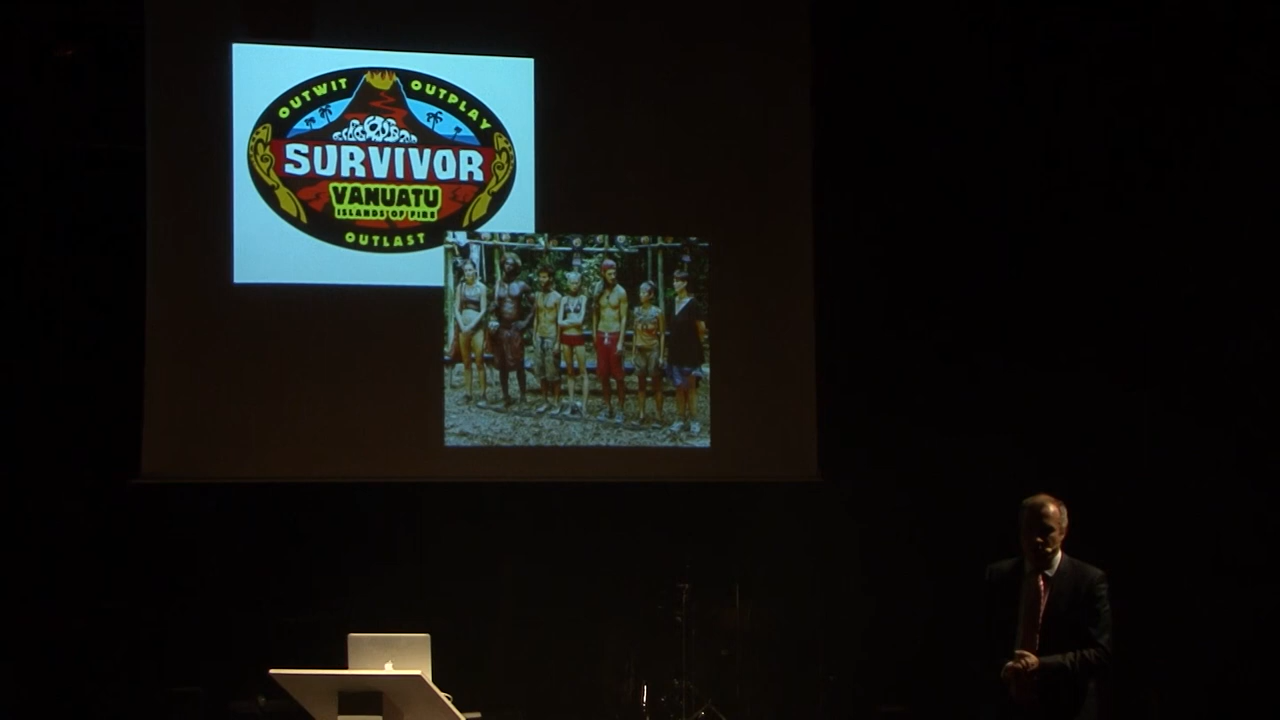 OUTWIT OUTPLAY
SURVIVOR
VANUATU
ISLANDS OF FIRE
OUTLAST